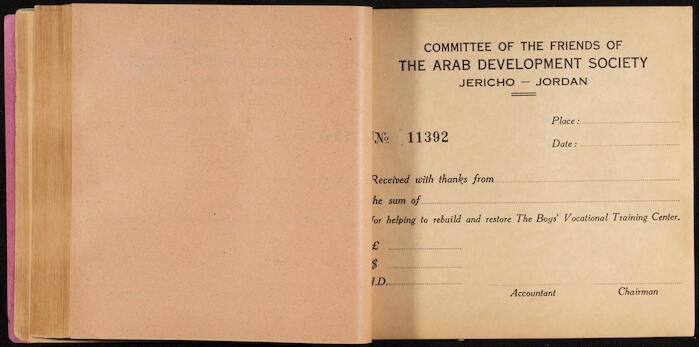 COMMITTEE OF THE FRIENDS OF
THE ARAB DEVELOPMENT SOCIETY
JERICHO — JORDAN
Place:
№ 11392
Date:
Received with thanks from
he sum of
for helping to rebuild and restore The Boys' Vocational Training Center.
£
$
J.D.
Accountant Chairman